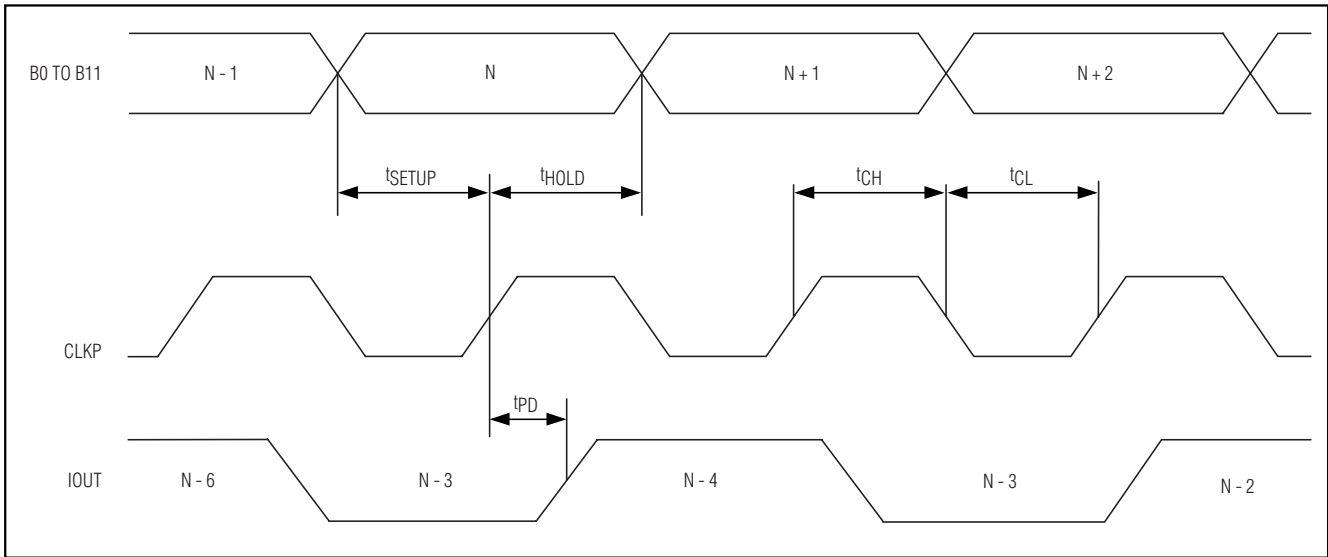 B0 TO B11
N - 1
N
N + 1
N + 2
tSETUP
tHOLD
tCH
tCL
CLKP
tPD
IOUT
N - 6
N - 3
N - 4
N - 3
N - 2